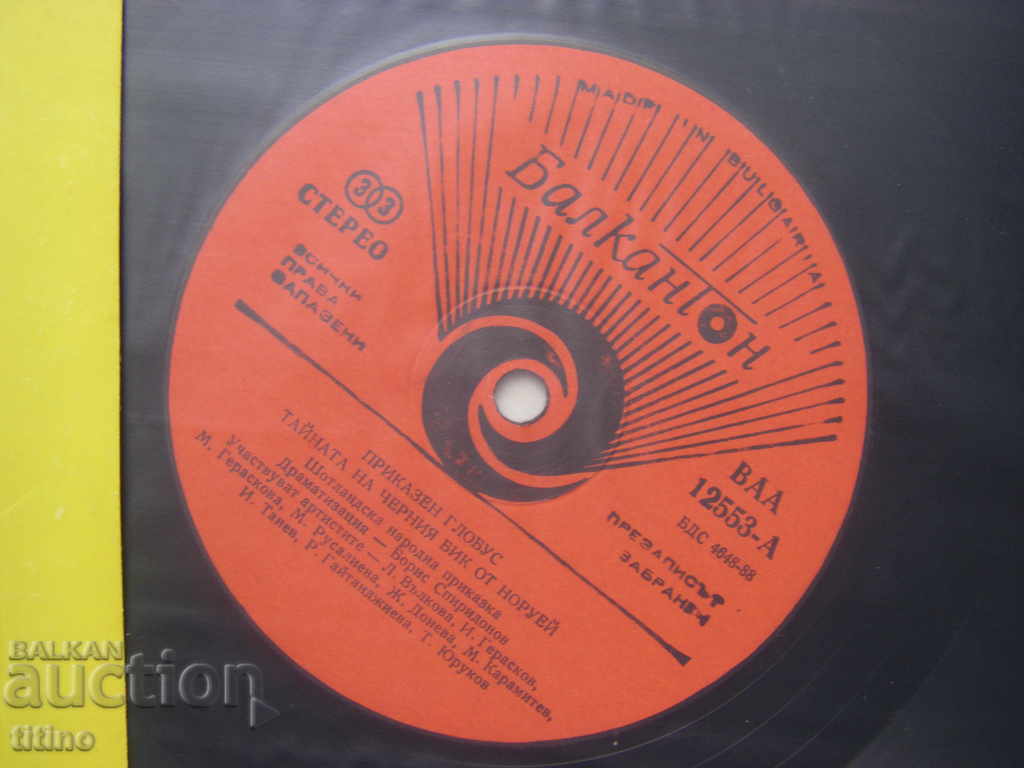 MADE IN BULGARIA
Балкантон
33
СТЕРЕО
ВСИЧКИ
ПРАВА
ЗАПАЗЕНИ
ВАА
12553-А
БДС 4648-88
ПРЕЗАПИСЪТ
ЗАБРАНЕН
ПРИКАЗЕН ГЛОБУС
ТАЙНАТА НА ЧЕРНИЯ БИК ОТ НОРУЕЙ
Шотландска народна приказка
Драматизация — Борис Спиридонов
Участвуват артистите — Л. Вълкова, И. Герасков,
М. Гераскова, М. Русалиева, Ж. Донева, М. Карамитев,
И. Танев, Р. Гайтанджиева, Т. Юруков
BALKAN
auction
titino